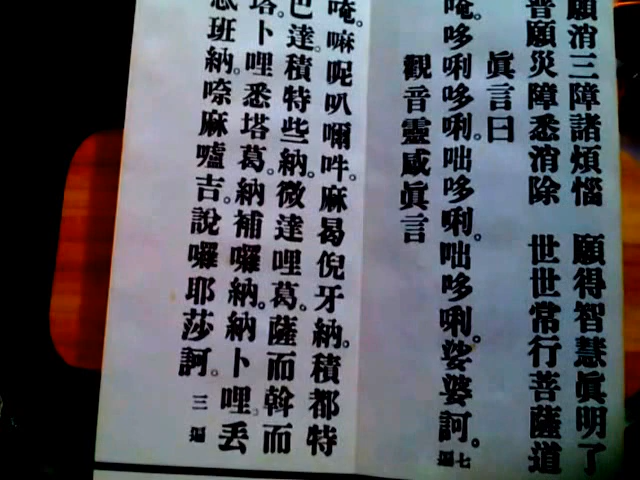 願消三障諸煩惱 願得智慧眞明了
普願災障悉消除 世世常行菩薩道
眞言曰
唵。哆唎哆唎。咄哆唎。咄哆唎。娑婆訶。七遍
觀音靈感眞言
唵。嘛呢叭囒吽。麻曷倪牙納。積都特
巴達。積特些納。微達哩葛。薩而斡而
塔卜哩悉塔葛。納補囉納。納卜哩。丟
忒班納。嗦麻嚧吉。說囉耶莎訶。三遍